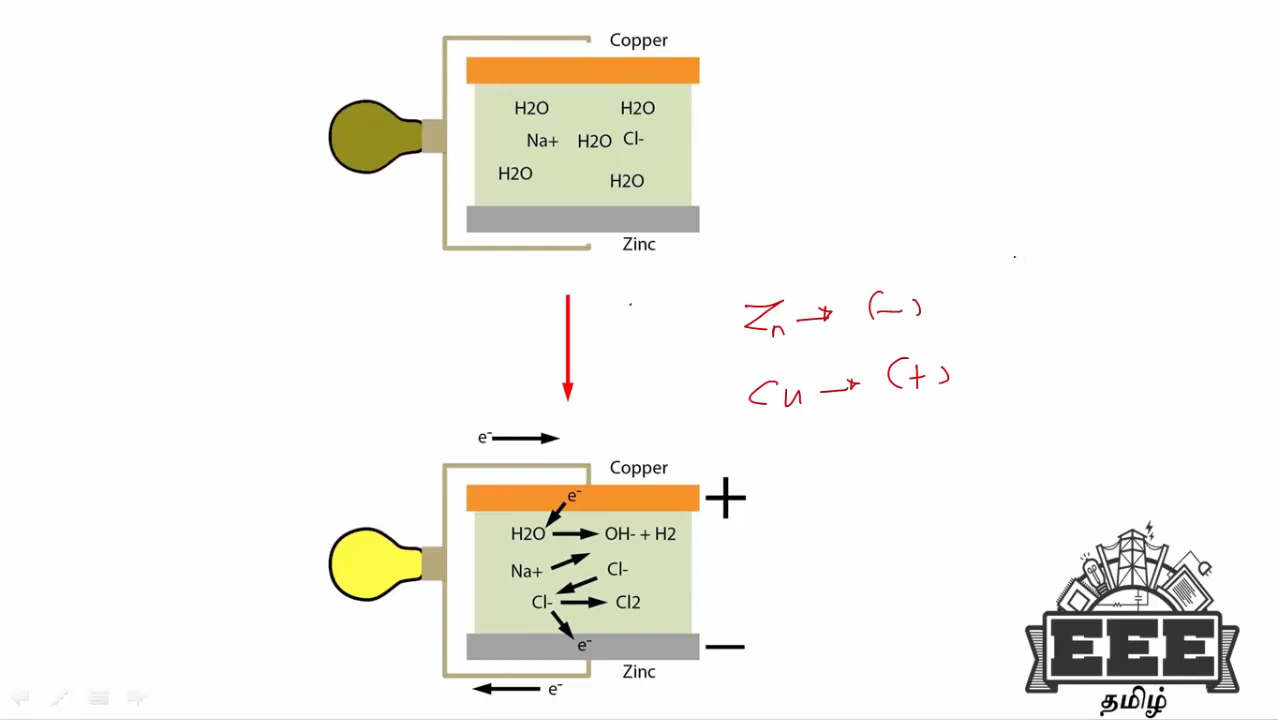 Copper
H2O H2O
Na+ H2O Cl-
H2O H2O
Zinc
Zn → (-)
Cu → (+)
e-
Copper
e- +
H2O OH- + H2
Na+ Cl-
Cl- Cl2
e- -
Zinc
e-
EEE
தமிழ்